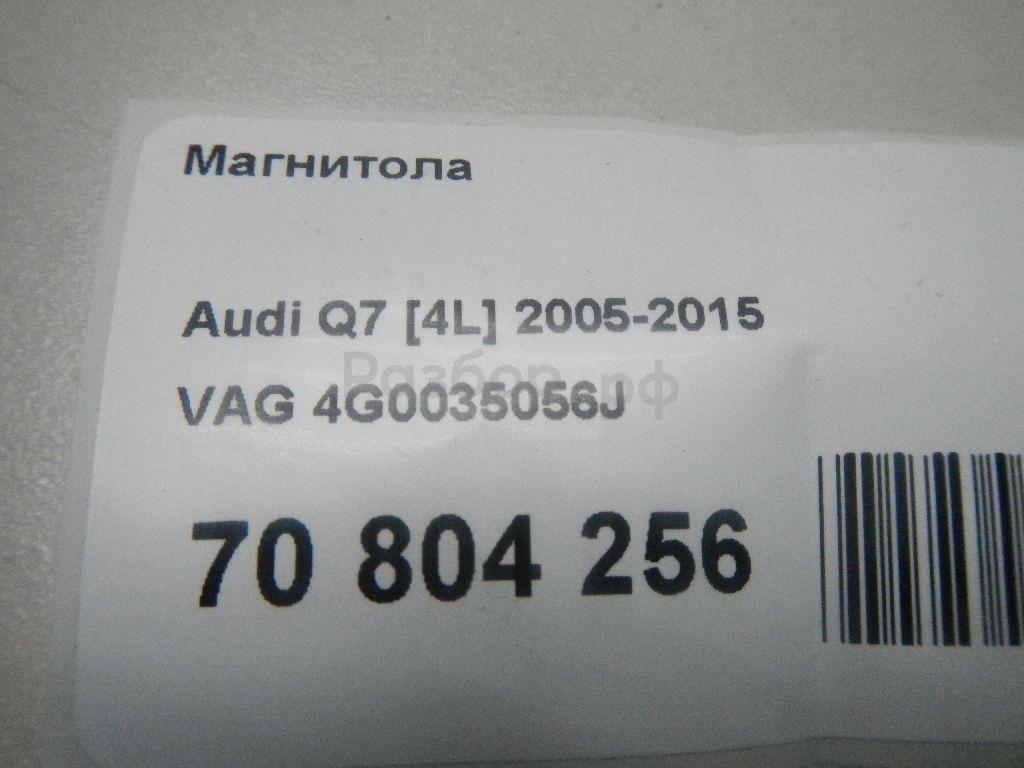 Магнитола
Audi Q7 [4L] 2005-2015
Разбор.рф
VAG 4G0035056J
70 804 256